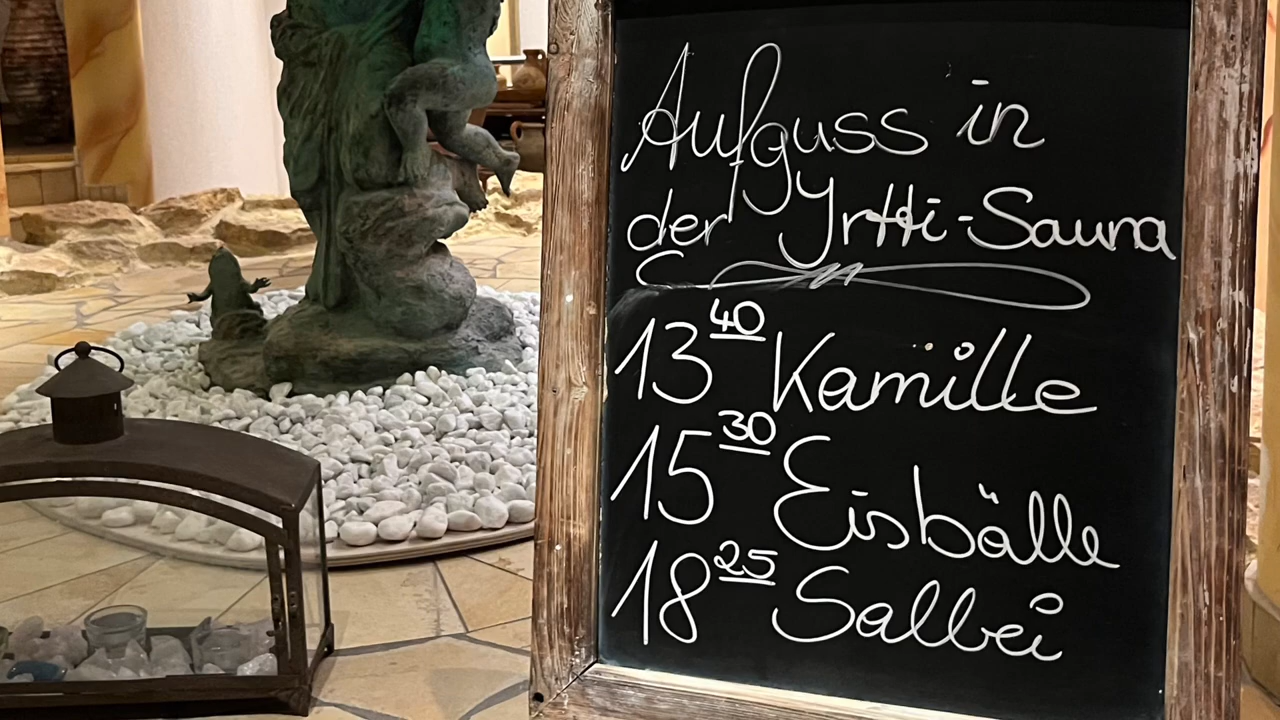 Aufguss in
der Yrtti-Sauna
13 40 Kamille
15 30 Eisbälle
18 25 Salbei